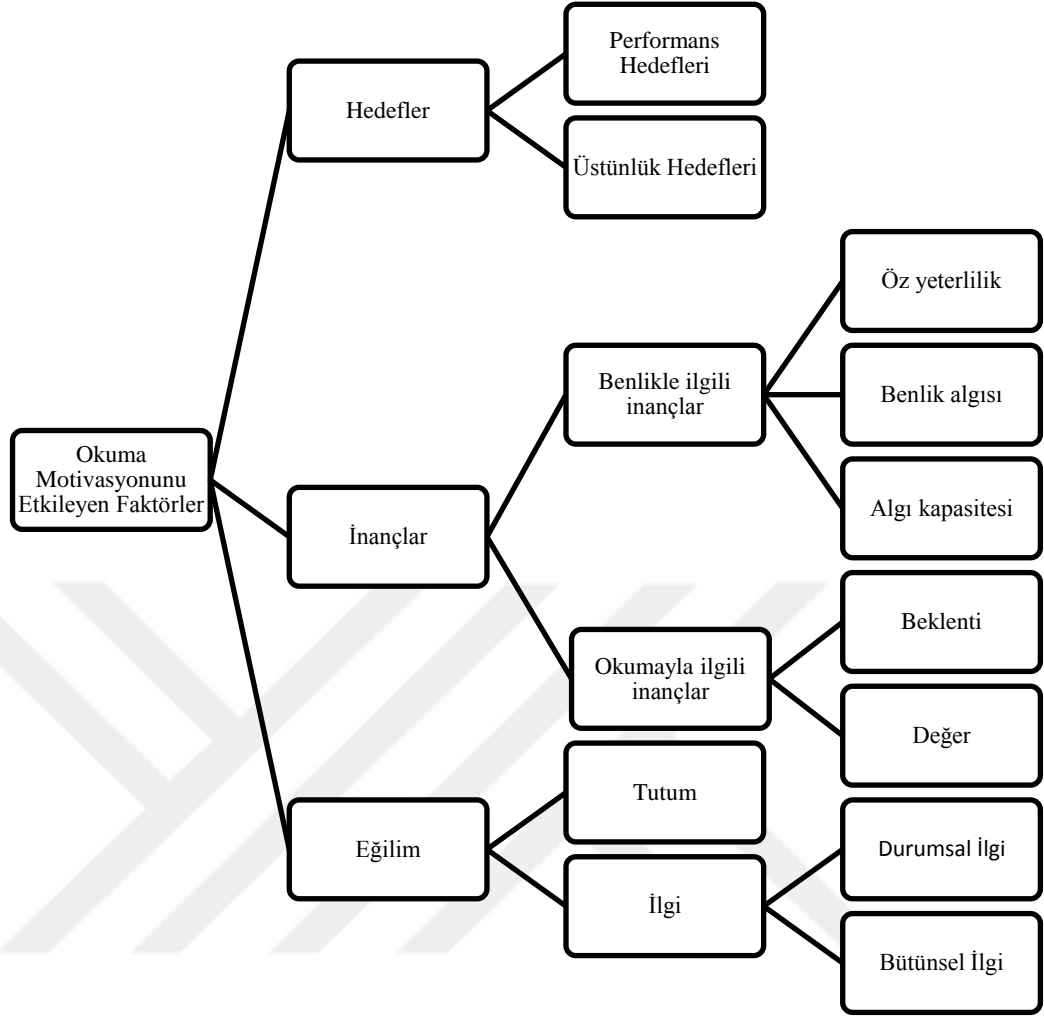 Performans
Hedefleri
Hedefler
Üstünlük Hedefleri
Öz yeterlilik
Benlikle ilgili
inançlar
Benlik algısı
Okuma
Motivasyonunu
Etkileyen Faktörler
Algı kapasitesi
İnançlar
Beklenti
Okumayla ilgili
inançlar
Değer
Tutum
Eğilim
Durumsal İlgi
İlgi
Bütünsel İlgi